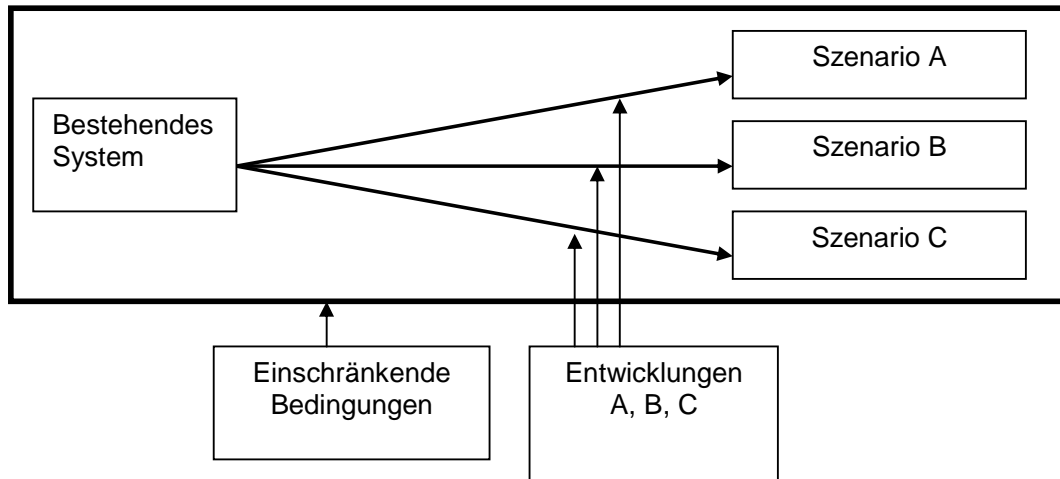 Szenario A
Bestehendes
System
Szenario B
Szenario C
Einschränkende
Bedingungen
Entwicklungen
A, B, C